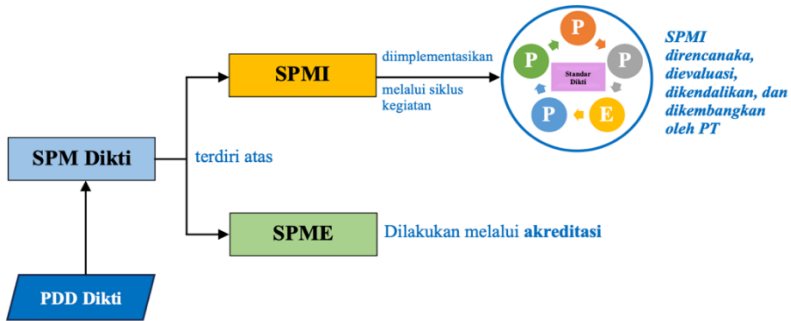 SPM Dikti
PDD Dikti
terdiri atas
SPMI
diimplementasikan
melalui siklus
kegiatan
P
P
E
P
P
Standar
Dikti
SPMI
direncanaka,
dievaluasi,
dikendalikan, dan
dikembangkan
oleh PT
SPME
Dilakukan melalui akreditasi